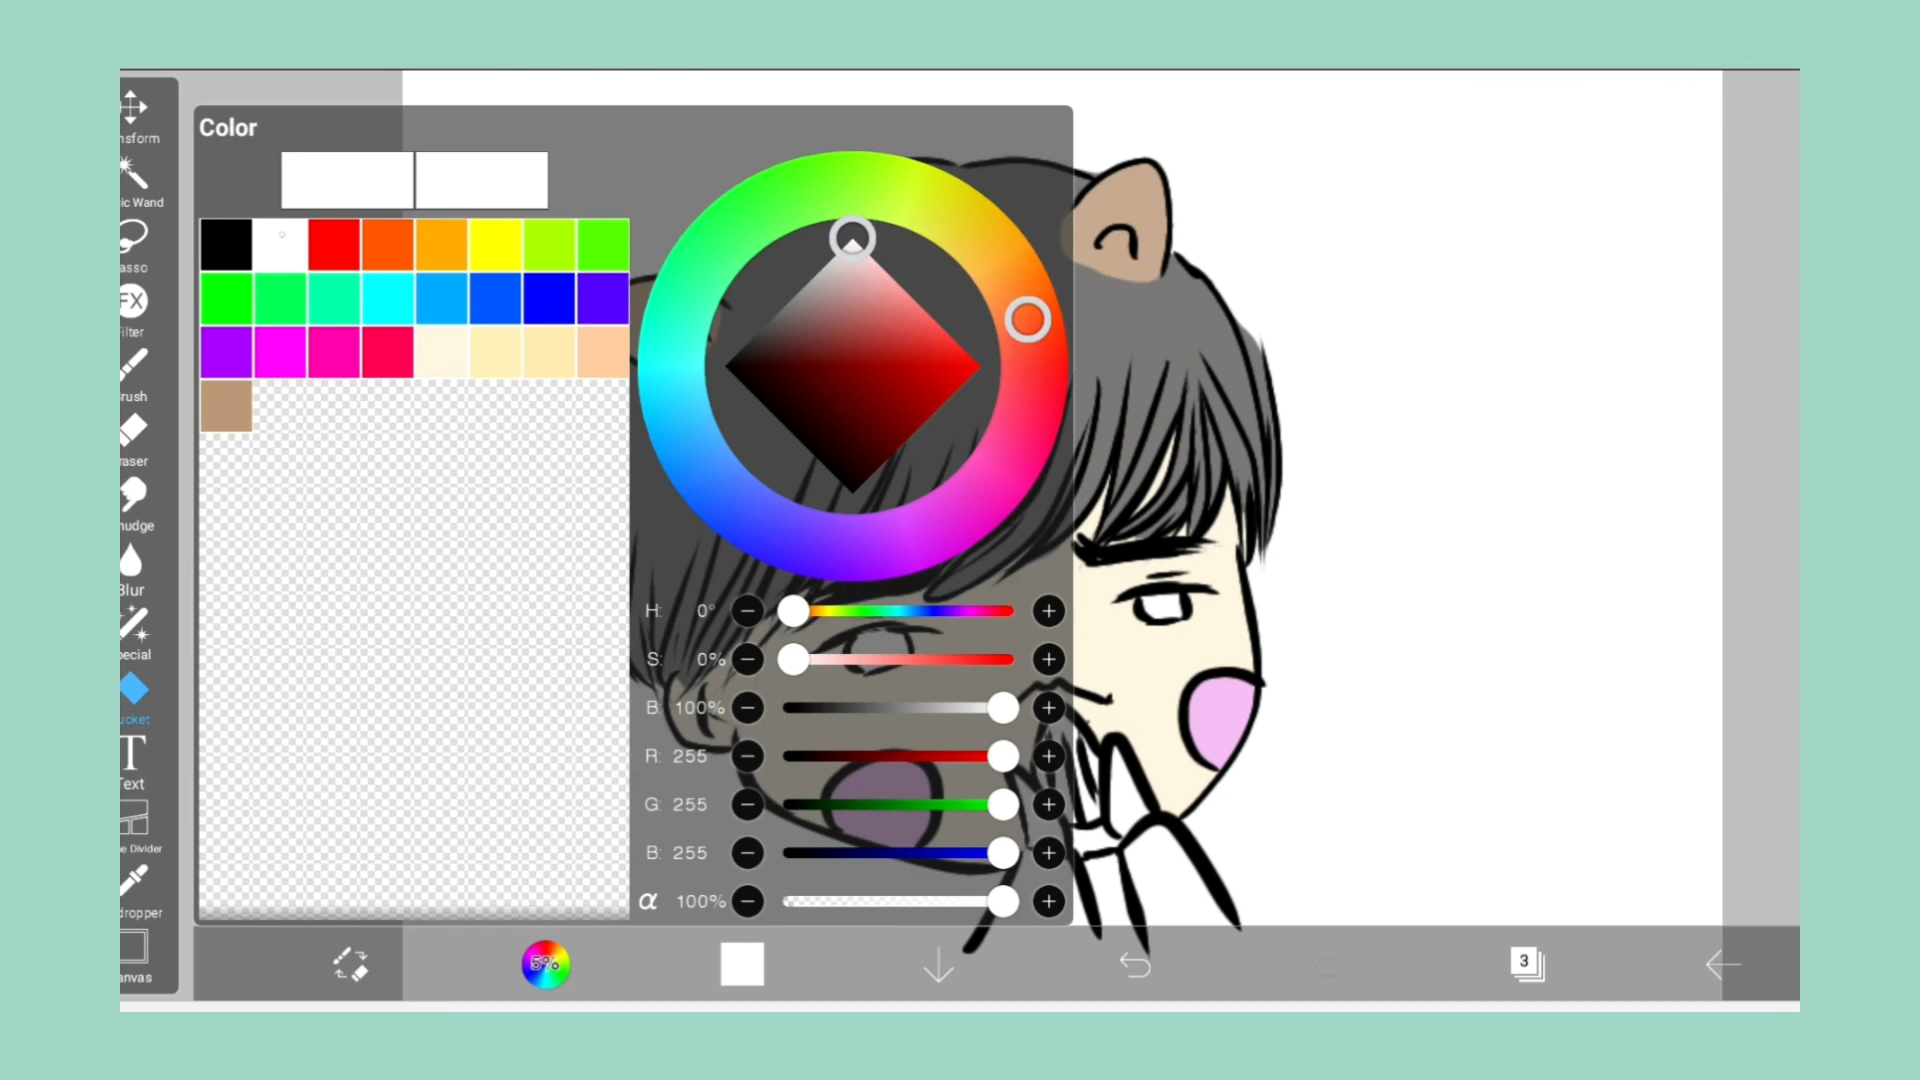 nsform
ic Wand
asso
FX
ilter
rush
raser
nudge
Blur
pecial
ucket
T
Text
e Divider
dropper
anvas
Color
H: 0°
S: 0%
B: 100%
R: 255
G: 255
B: 255
α 100%
5%
3